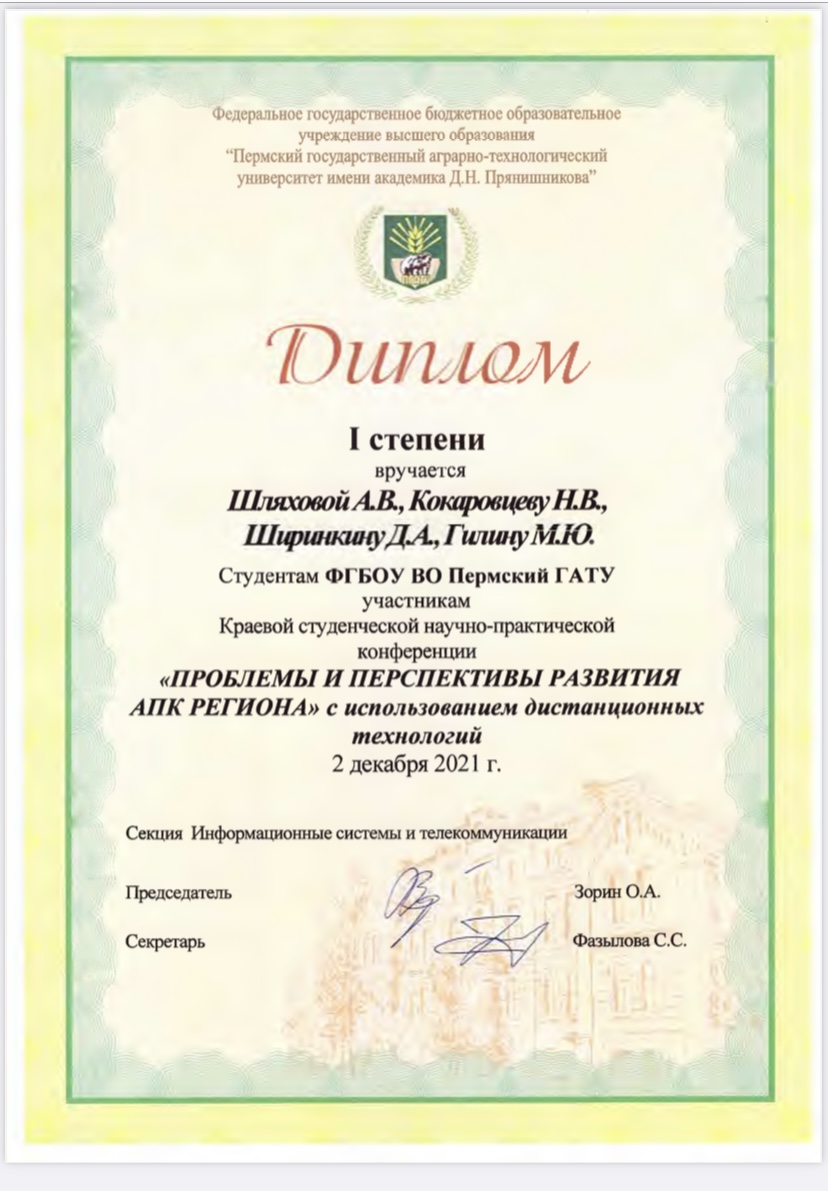 Федеральное государственное бюджетное образовательное
учреждение высшего образования
“Пермский государственный аграрно-технологический
университет имени академика Д.Н. Прянишникова”
Диплом
I степени
вручается
Шляховой А.В., Кокаровцеву Н.В.,
Ширинкину Д.А., Гилину М.Ю.
Студентам ФГБОУ ВО Пермский ГАТУ
участникам
Краевой студенческой научно-практической
конференции
«ПРОБЛЕМЫ И ПЕРСПЕКТИВЫ РАЗВИТИЯ
АПК РЕГИОНА» с использованием дистанционных
технологий
2 декабря 2021 г.
Секция Информационные системы и телекоммуникации
Председатель Зорин О.А.
Секретарь Фазылова С.С.